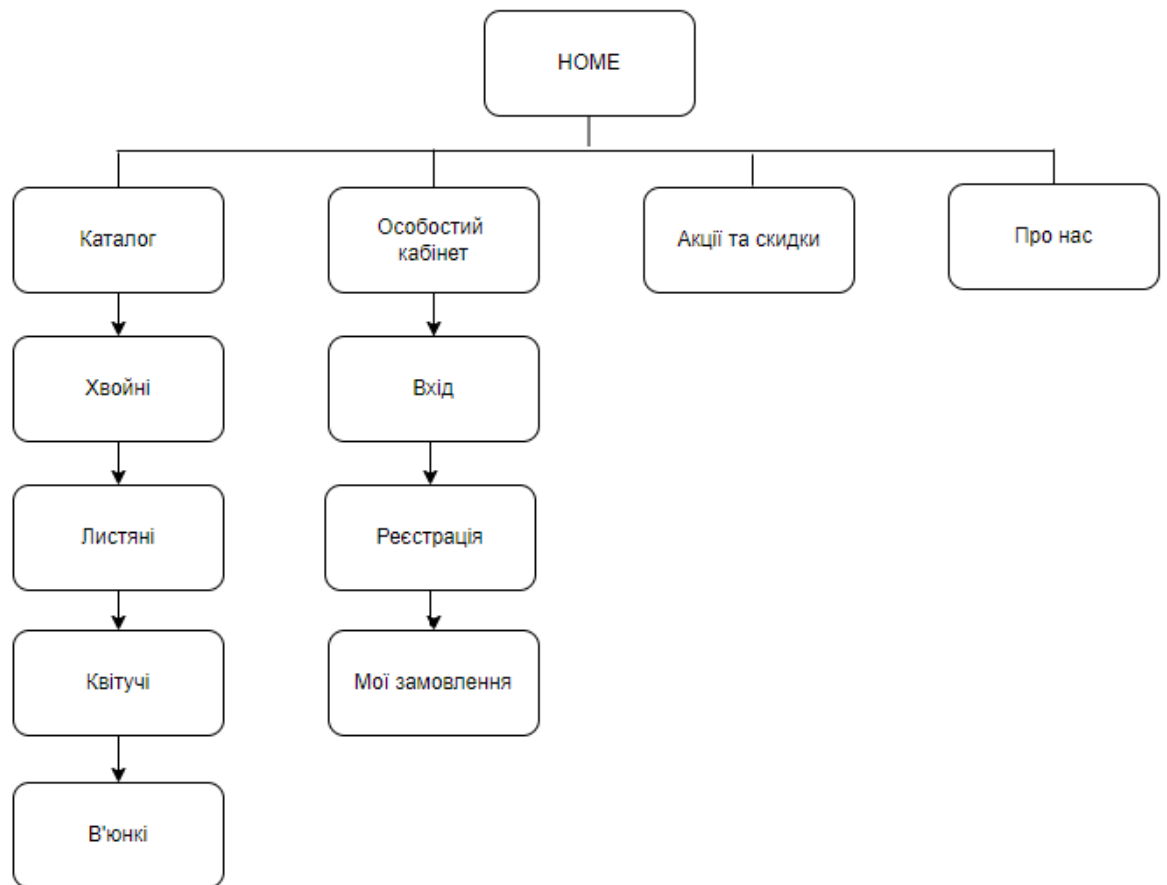 HOME
Каталог
Особостий
кабінет
Акції та скидки
Про нас
Хвойні
Вхід
Листяні
Реєстрація
Квітучі
Мої замовлення
В'юнкі